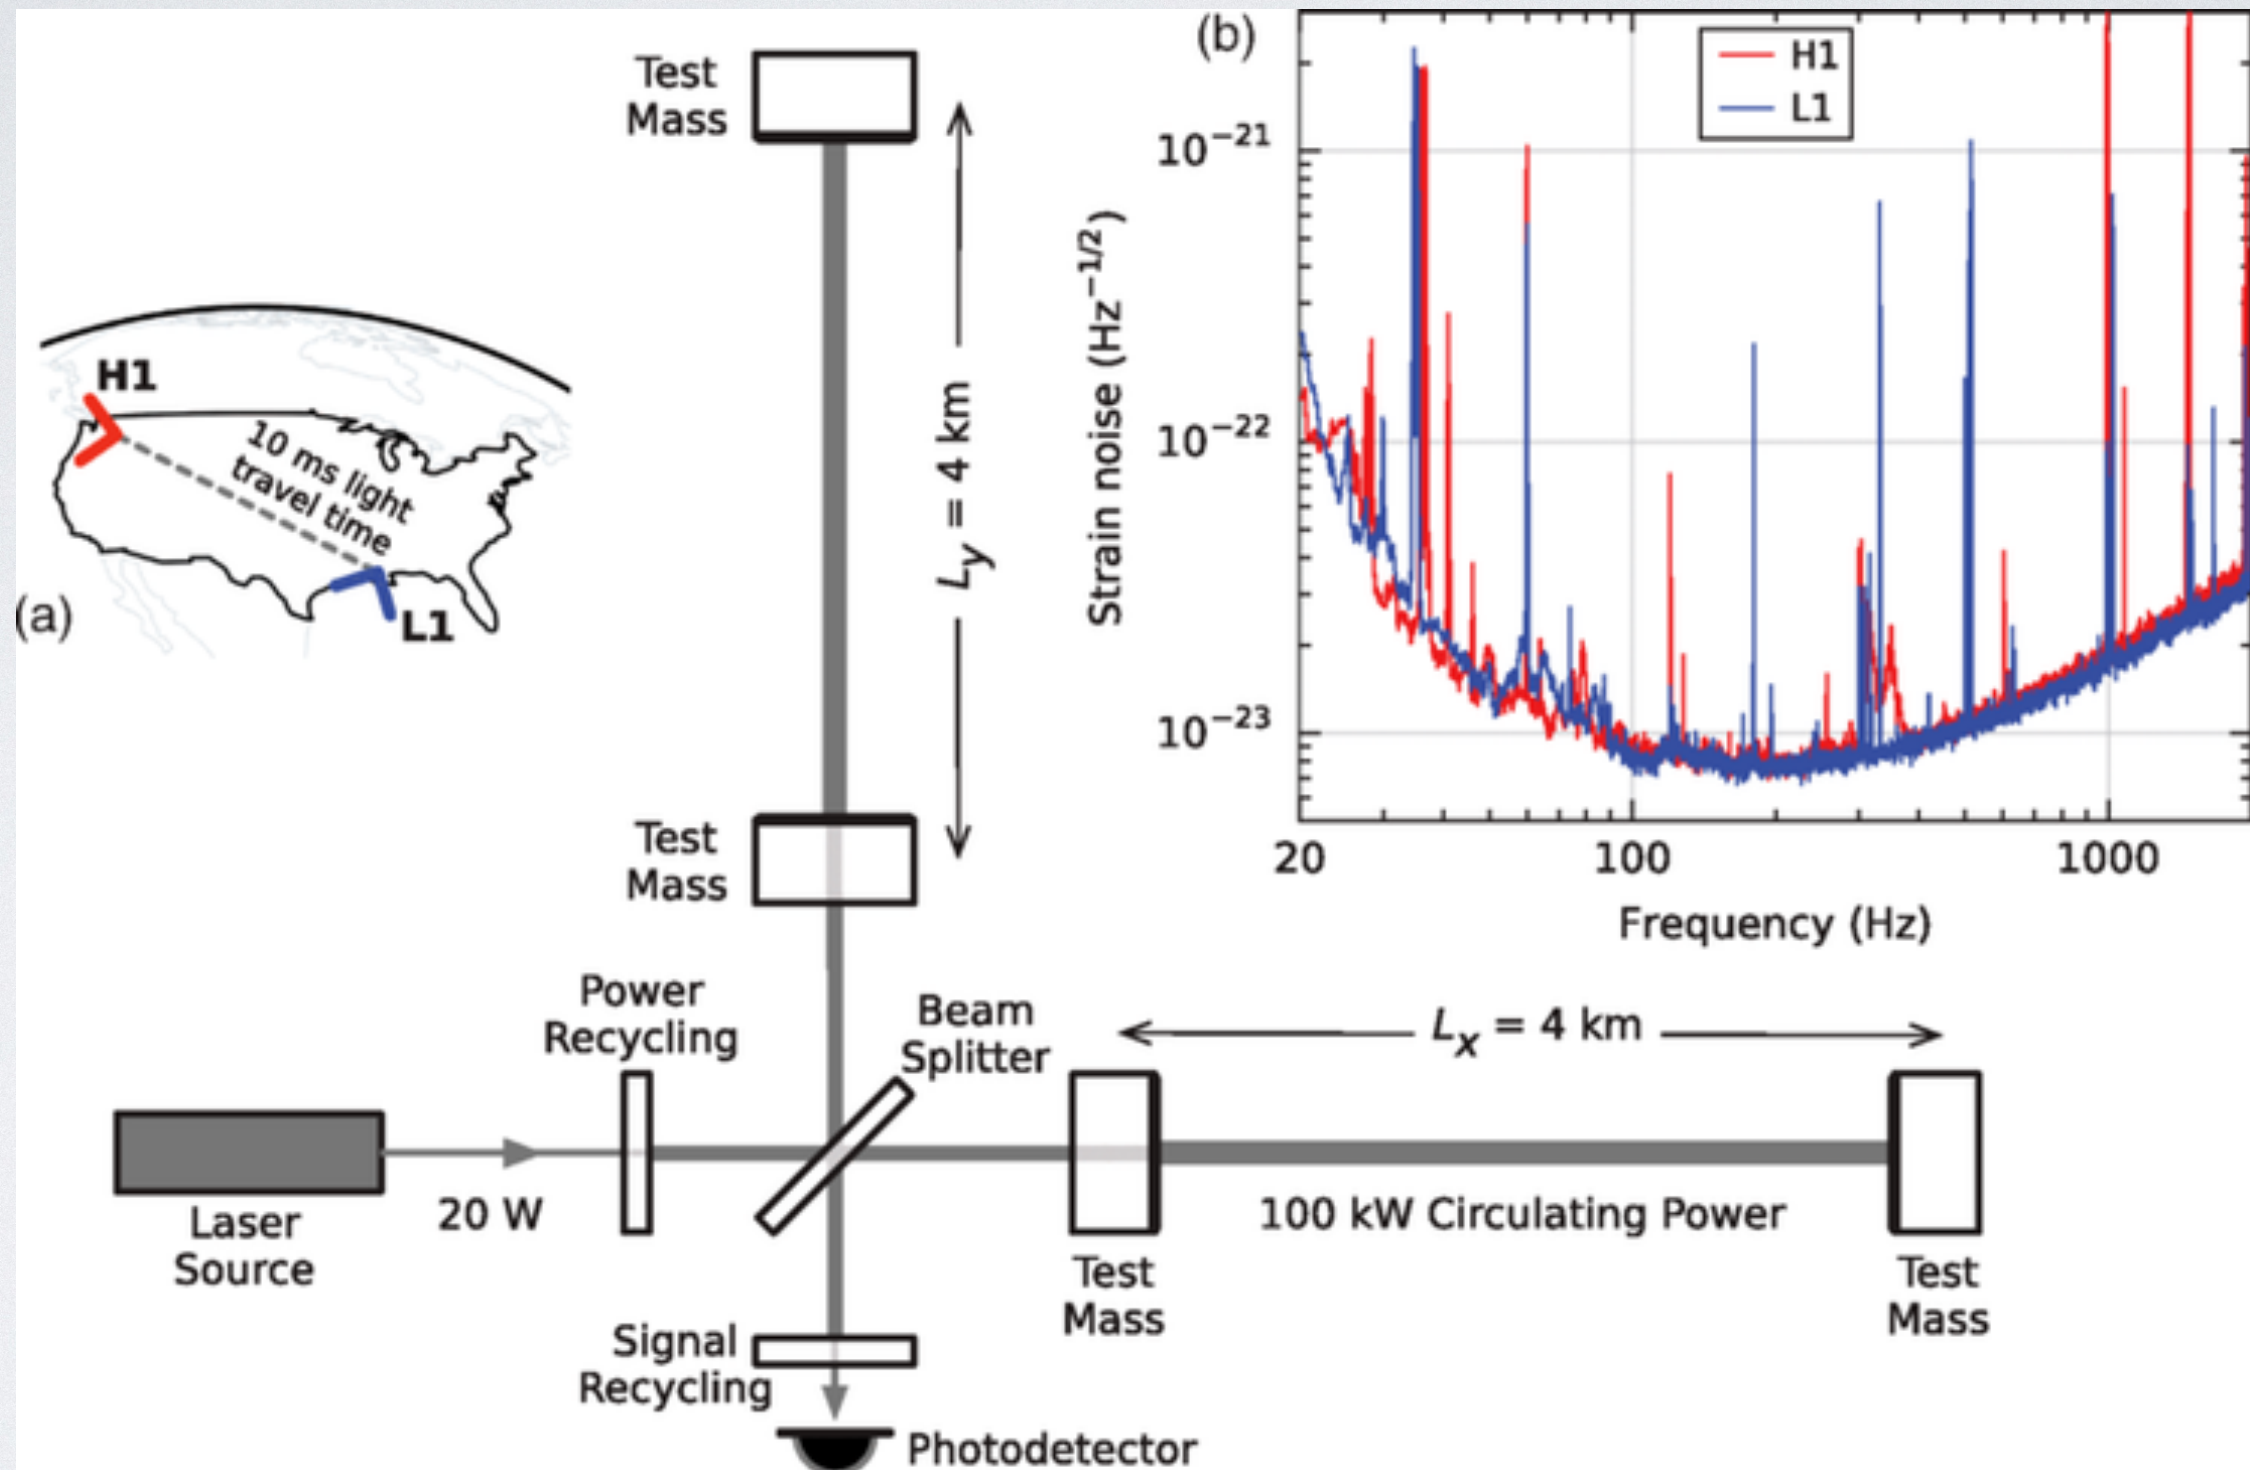 (a)
H1
10 ms light
travel time
L1
Test
Mass
L_y = 4 km
Test
Mass
Power
Recycling
Beam
Splitter
Laser
Source
20 W
Signal
Recycling
Photodetector
L_x = 4 km
100 kW Circulating Power
Test
Mass
Test
Mass
(b)
H1
L1
Strain noise (Hz^−1/2)
10^−21
10^−22
10^−23
20 100 1000
Frequency (Hz)